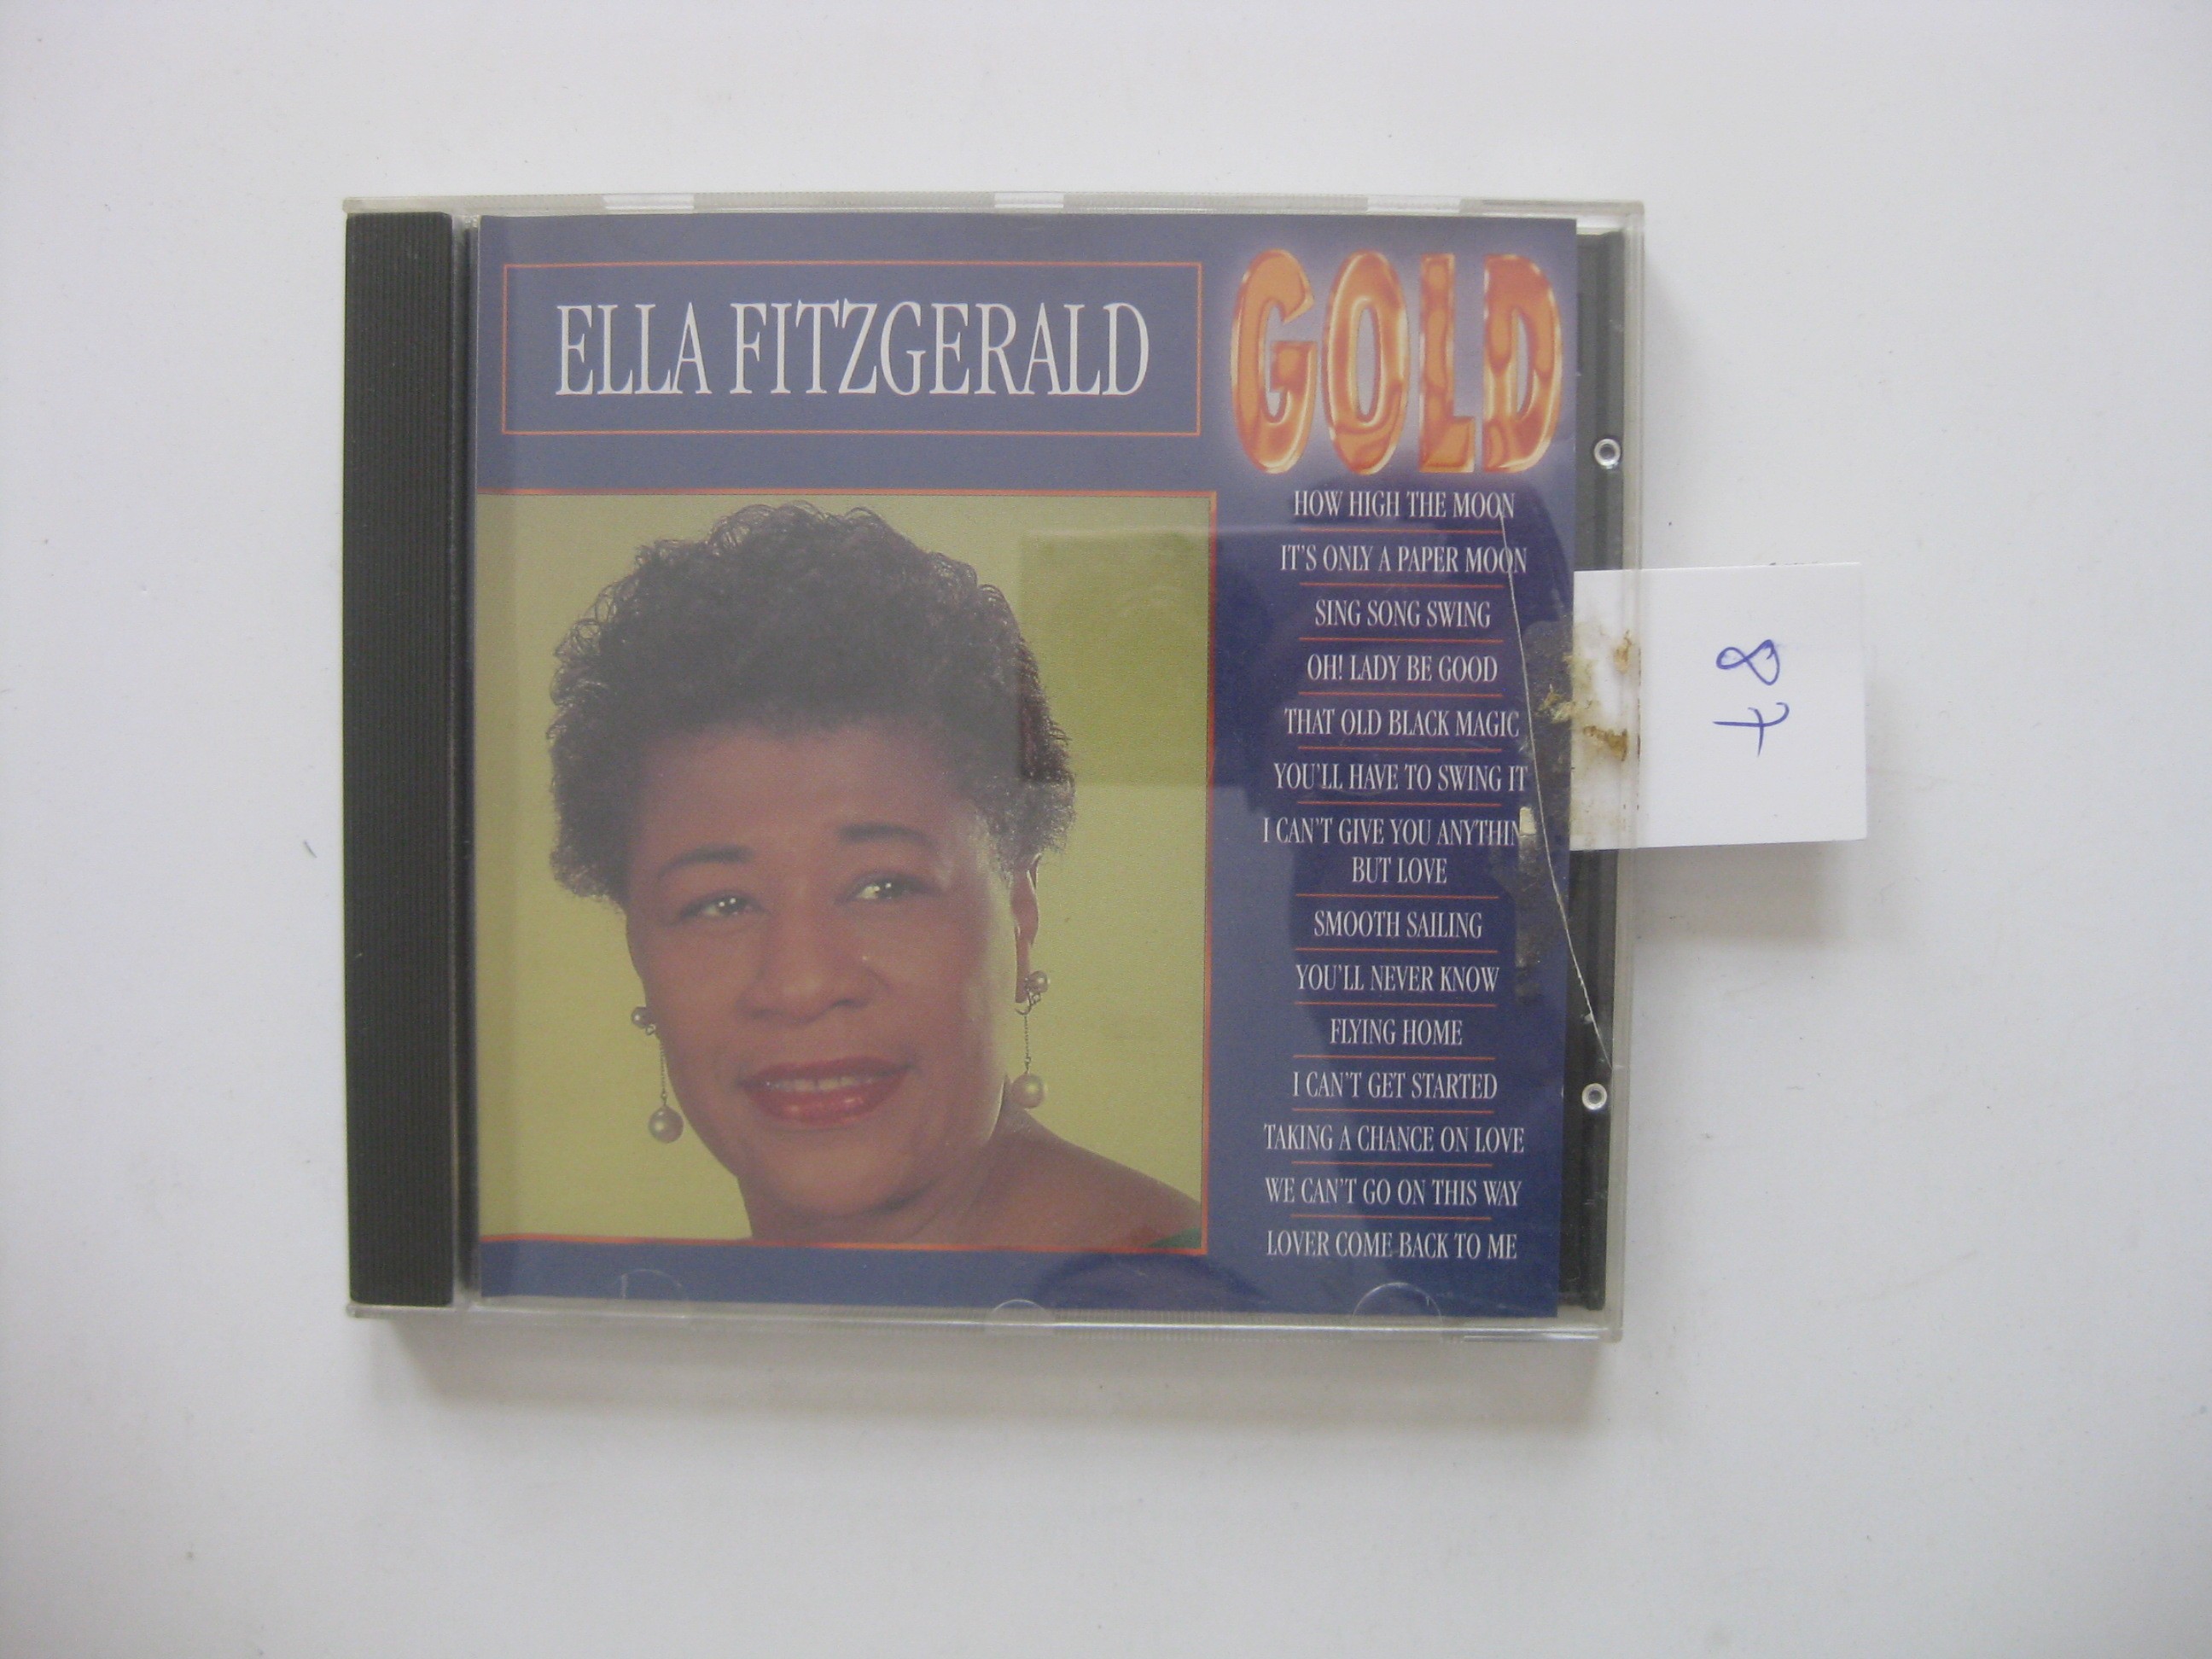 ELLA FITZGERALD
GOLD
HOW HIGH THE MOON
IT'S ONLY A PAPER MOON
SING SONG SWING
OH! LADY BE GOOD
THAT OLD BLACK MAGIC
YOU'LL HAVE TO SWING IT
I CAN'T GIVE YOU ANYTHIN
BUT LOVE
SMOOTH SAILING
YOU'LL NEVER KNOW
FLYING HOME
I CAN'T GET STARTED
TAKING A CHANCE ON LOVE
WE CAN'T GO ON THIS WAY
LOVER COME BACK TO ME